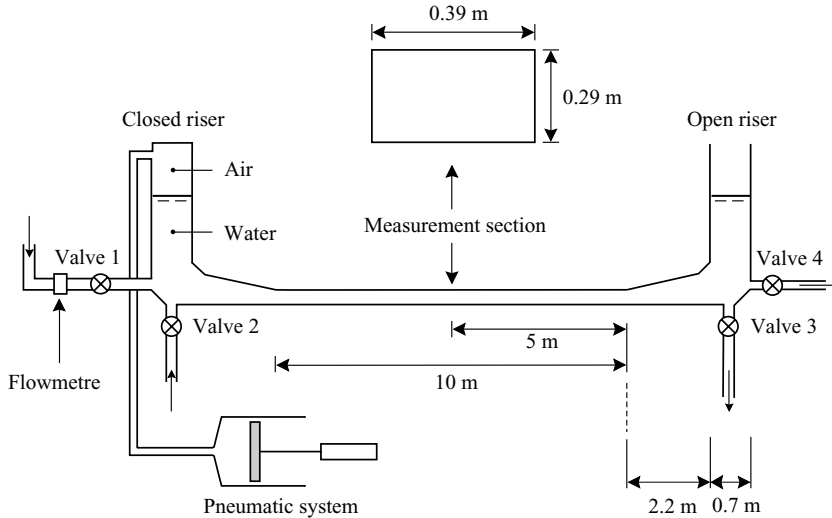 0.39 m
0.29 m
Closed riser
Open riser
Air
Water
Measurement section
Valve 1
Valve 4
Valve 2
Valve 3
5 m
10 m
Flowmetre
Pneumatic system
2.2 m
0.7 m